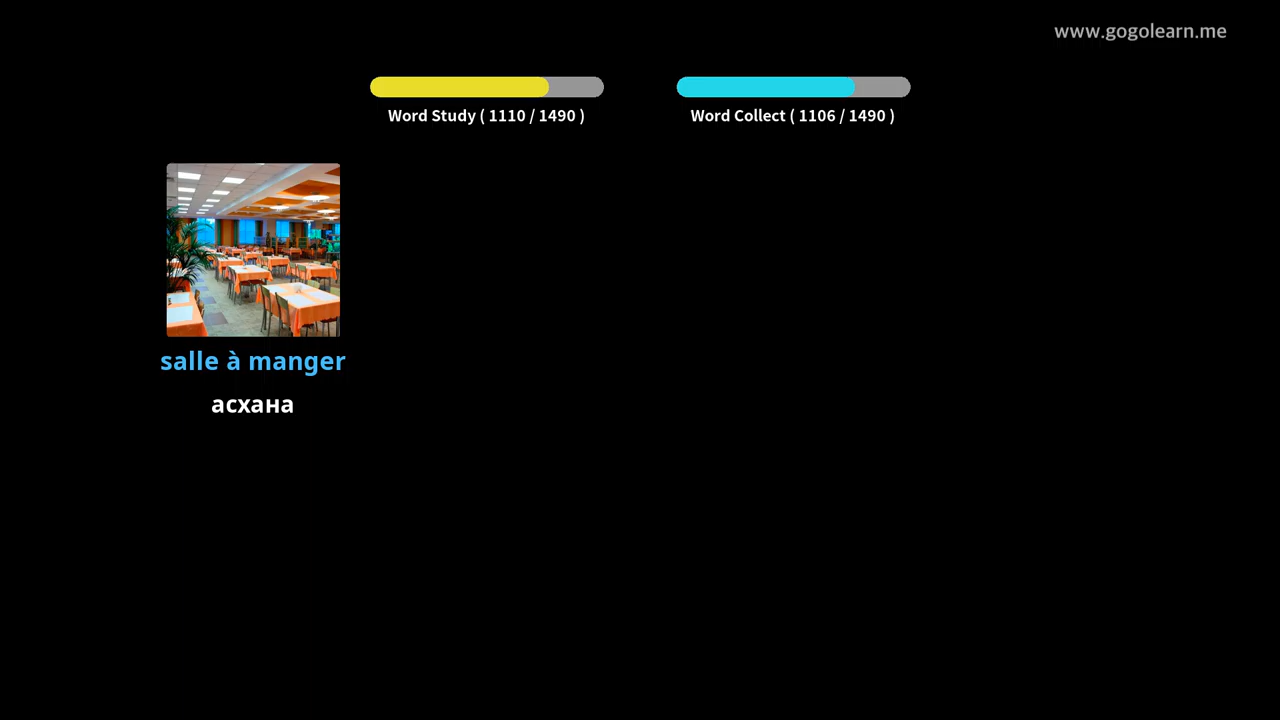 www.gogolearn.me
Word Study ( 1110 / 1490 )
Word Collect ( 1106 / 1490 )
salle à manger
асхана